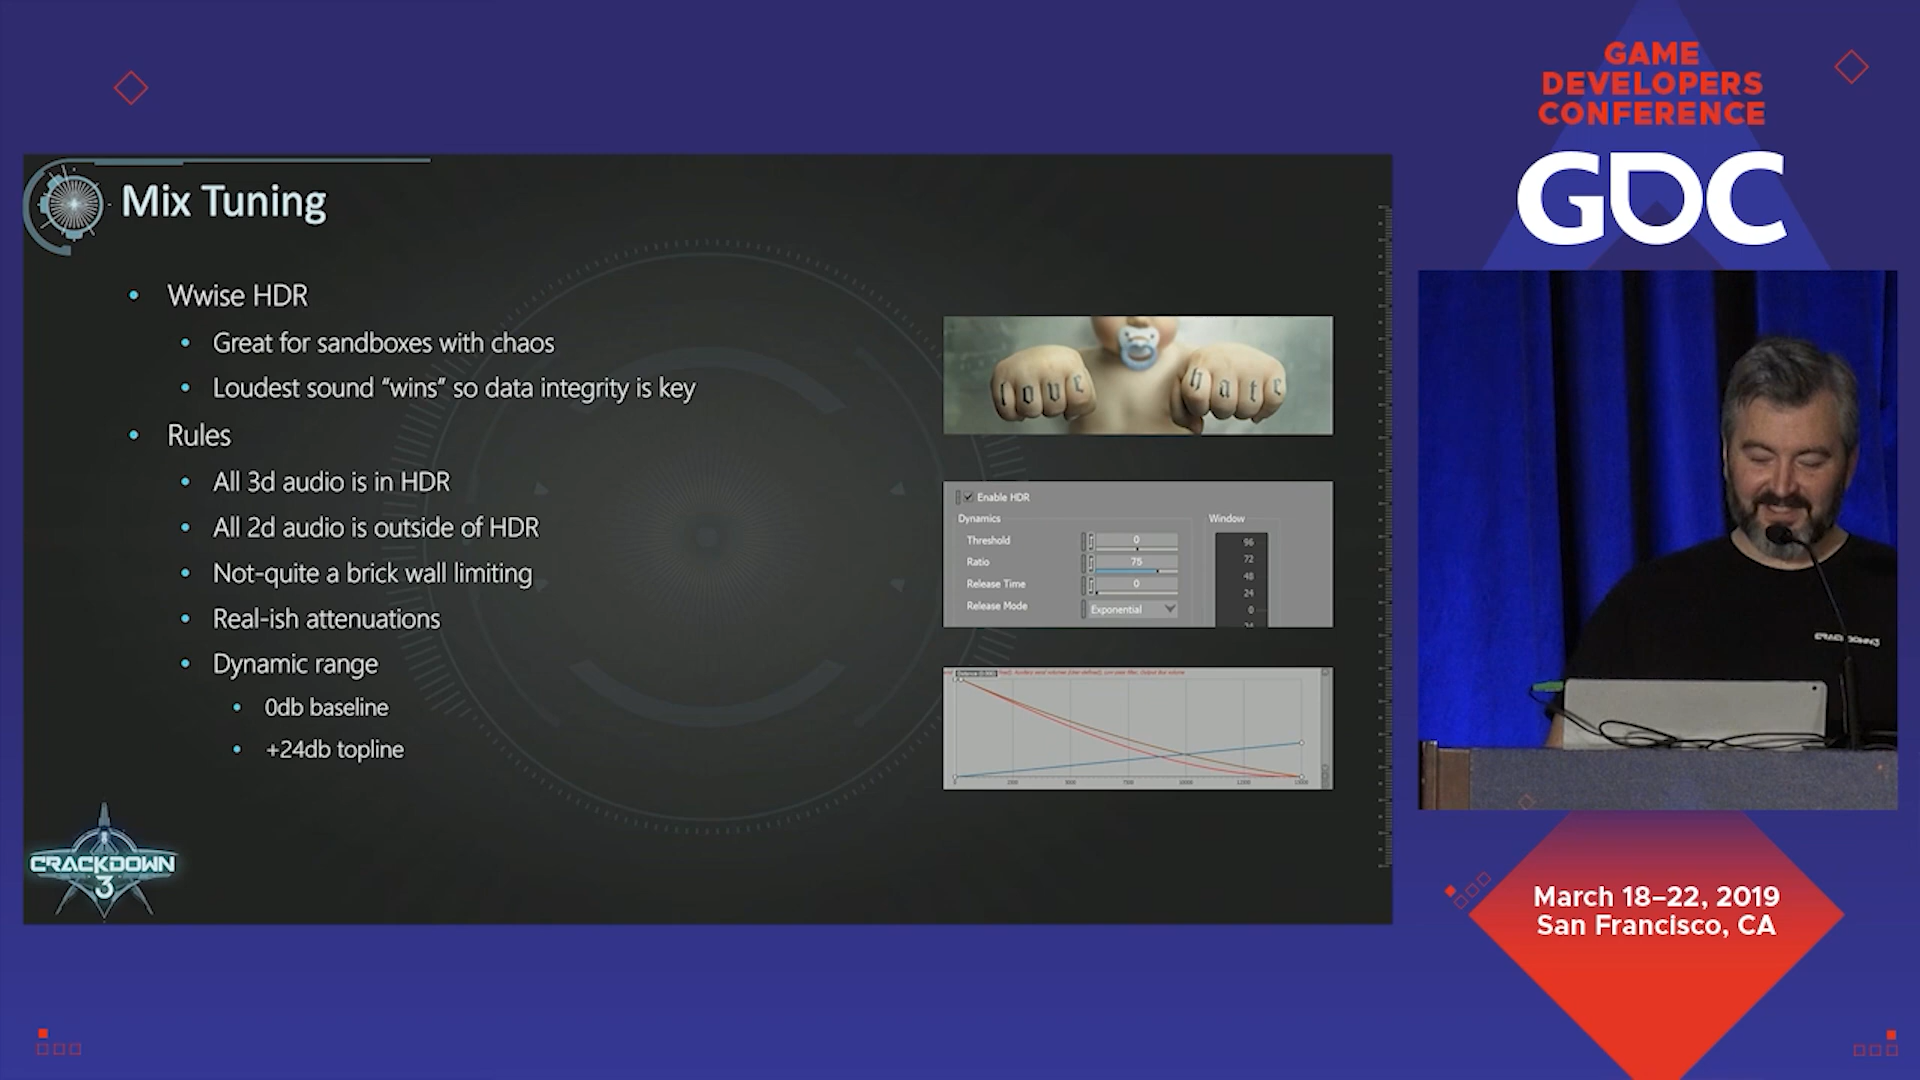 GAME
DEVELOPERS
CONFERENCE
GDC
Mix Tuning
Wwise HDR
Great for sandboxes with chaos
Loudest sound “wins” so data integrity is key
Rules
All 3d audio is in HDR
All 2d audio is outside of HDR
Not-quite a brick wall limiting
Real-ish attenuations
Dynamic range
0db baseline
+24db topline
love hate
Enable HDR
Dynamics
Window
Threshold 0
Ratio 75
Release Time 0
Release Mode Exponential
96
72
48
24
0
CRACKDOWN
3
CRACKDOWN3
March 18–22, 2019
San Francisco, CA